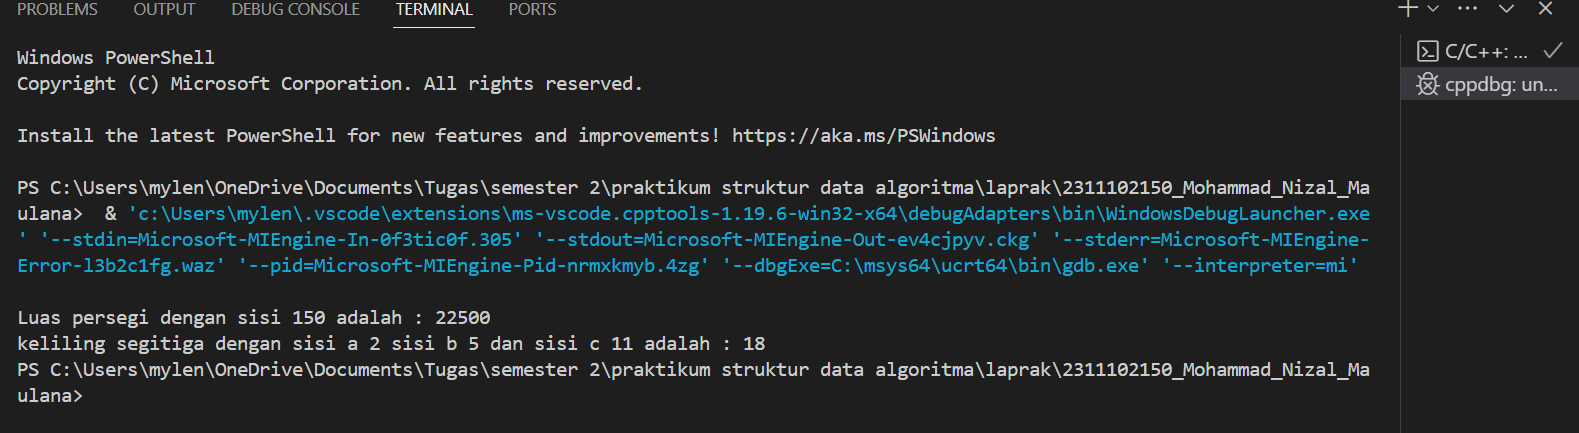 PROBLEMS OUTPUT DEBUG CONSOLE TERMINAL PORTS
Windows PowerShell
Copyright (C) Microsoft Corporation. All rights reserved.
Install the latest PowerShell for new features and improvements! https://aka.ms/PSWindows
PS C:\Users\mylen\OneDrive\Documents\Tugas\semester 2\praktikum struktur data algoritma\laprak\2311102150_Mohammad_Nizal_Ma
ulana>  & 'c:\Users\mylen\.vscode\extensions\ms-vscode.cpptools-1.19.6-win32-x64\debugAdapters\bin\WindowsDebugLauncher.exe
' '--stdin=Microsoft-MIEngine-In-0f3tic0f.305' '--stdout=Microsoft-MIEngine-Out-ev4cjpyv.ckg' '--stderr=Microsoft-MIEngine-
Error-l3b2c1fg.waz' '--pid=Microsoft-MIEngine-Pid-nrmxkmyb.4zg' '--dbgExe=C:\msys64\ucrt64\bin\gdb.exe' '--interpreter=mi'
Luas persegi dengan sisi 150 adalah : 22500
keliling segitiga dengan sisi a 2 sisi b 5 dan sisi c 11 adalah : 18
PS C:\Users\mylen\OneDrive\Documents\Tugas\semester 2\praktikum struktur data algoritma\laprak\2311102150_Mohammad_Nizal_Ma
ulana>
C/C++: ...
cppdbg: un...